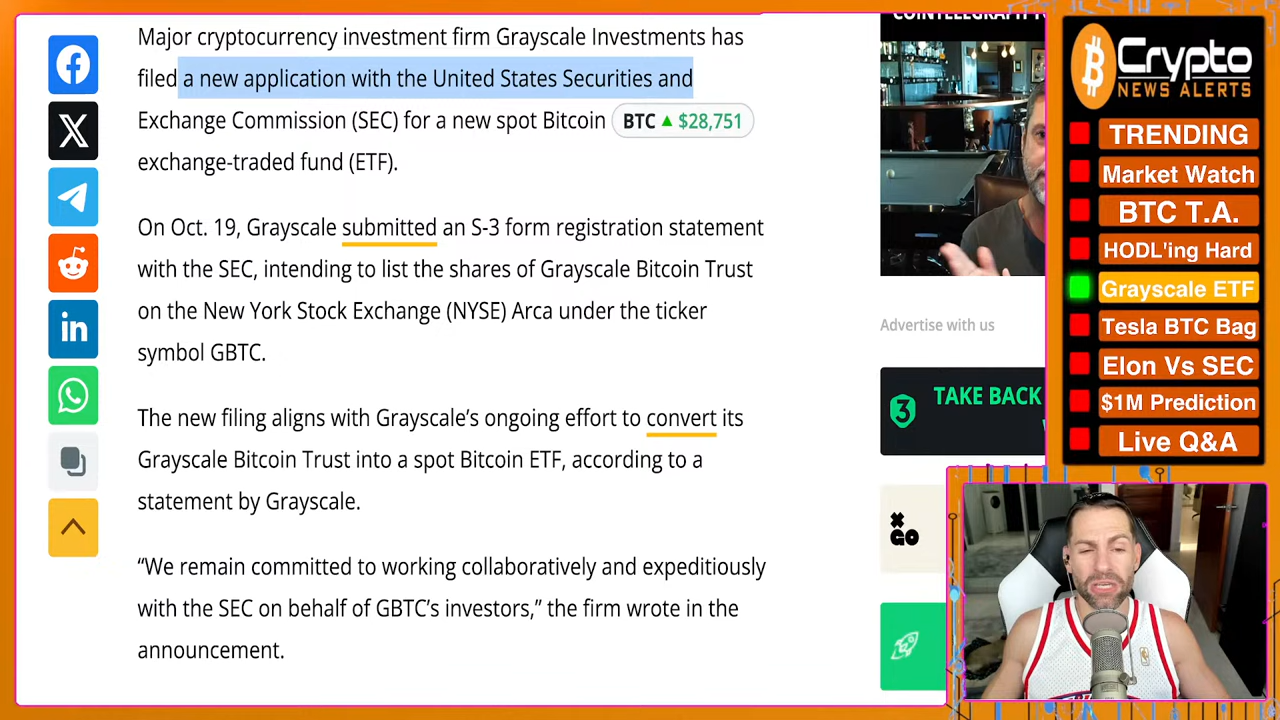 Major cryptocurrency investment firm Grayscale Investments has
filed a new application with the United States Securities and
Exchange Commission (SEC) for a new spot Bitcoin BTC ▲ $28,751
exchange-traded fund (ETF).
On Oct. 19, Grayscale submitted an S-3 form registration statement
with the SEC, intending to list the shares of Grayscale Bitcoin Trust
on the New York Stock Exchange (NYSE) Arca under the ticker
symbol GBTC.
The new filing aligns with Grayscale’s ongoing effort to convert its
Grayscale Bitcoin Trust into a spot Bitcoin ETF, according to a
statement by Grayscale.
“We remain committed to working collaboratively and expeditiously
with the SEC on behalf of GBTC’s investors,” the firm wrote in the
announcement.
Advertise with us
3
TAKE BACK
GO
Crypto
NEWS ALERTS
TRENDING
Market Watch
BTC T.A.
HODL'ing Hard
Grayscale ETF
Tesla BTC Bag
Elon Vs SEC
$1M Prediction
Live Q&A